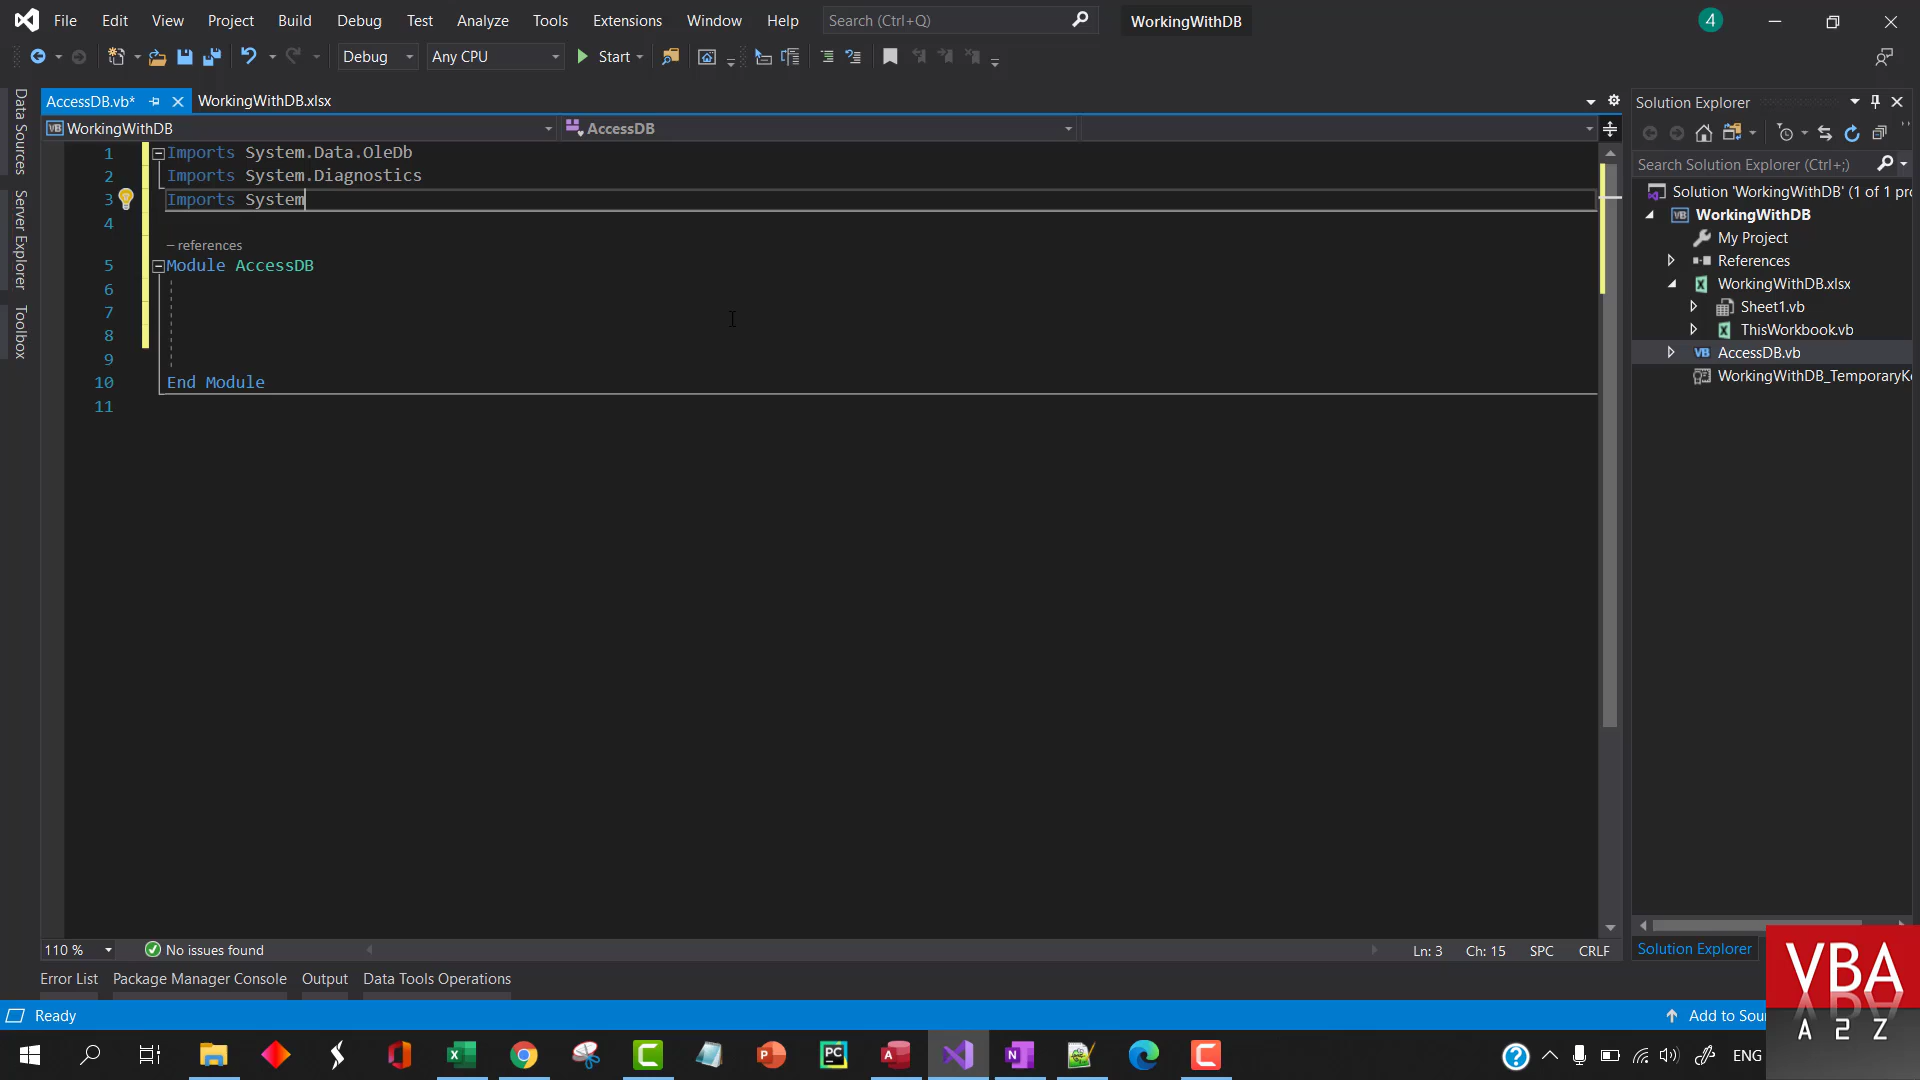 File Edit View Project Build Debug Test Analyze Tools Extensions Window Help Search (Ctrl+Q) WorkingWithDB 4
Debug Any CPU Start
AccessDB.vb* WorkingWithDB.xlsx
WorkingWithDB AccessDB
Data Sources
Server Explorer
Toolbox
1 Imports System.Data.OleDb
2 Imports System.Diagnostics
3 Imports System
4
– references
5 Module AccessDB
6
7
8
9
10 End Module
11
Solution Explorer
Search Solution Explorer (Ctrl+;)
Solution 'WorkingWithDB' (1 of 1 pro
WorkingWithDB
My Project
References
WorkingWithDB.xlsx
Sheet1.vb
ThisWorkbook.vb
AccessDB.vb
WorkingWithDB_TemporaryK
110 % No issues found Ln: 3 Ch: 15 SPC CRLF
Solution Explorer
Error List Package Manager Console Output Data Tools Operations
Ready Add to Sou
ENG
VBA
A 2 Z